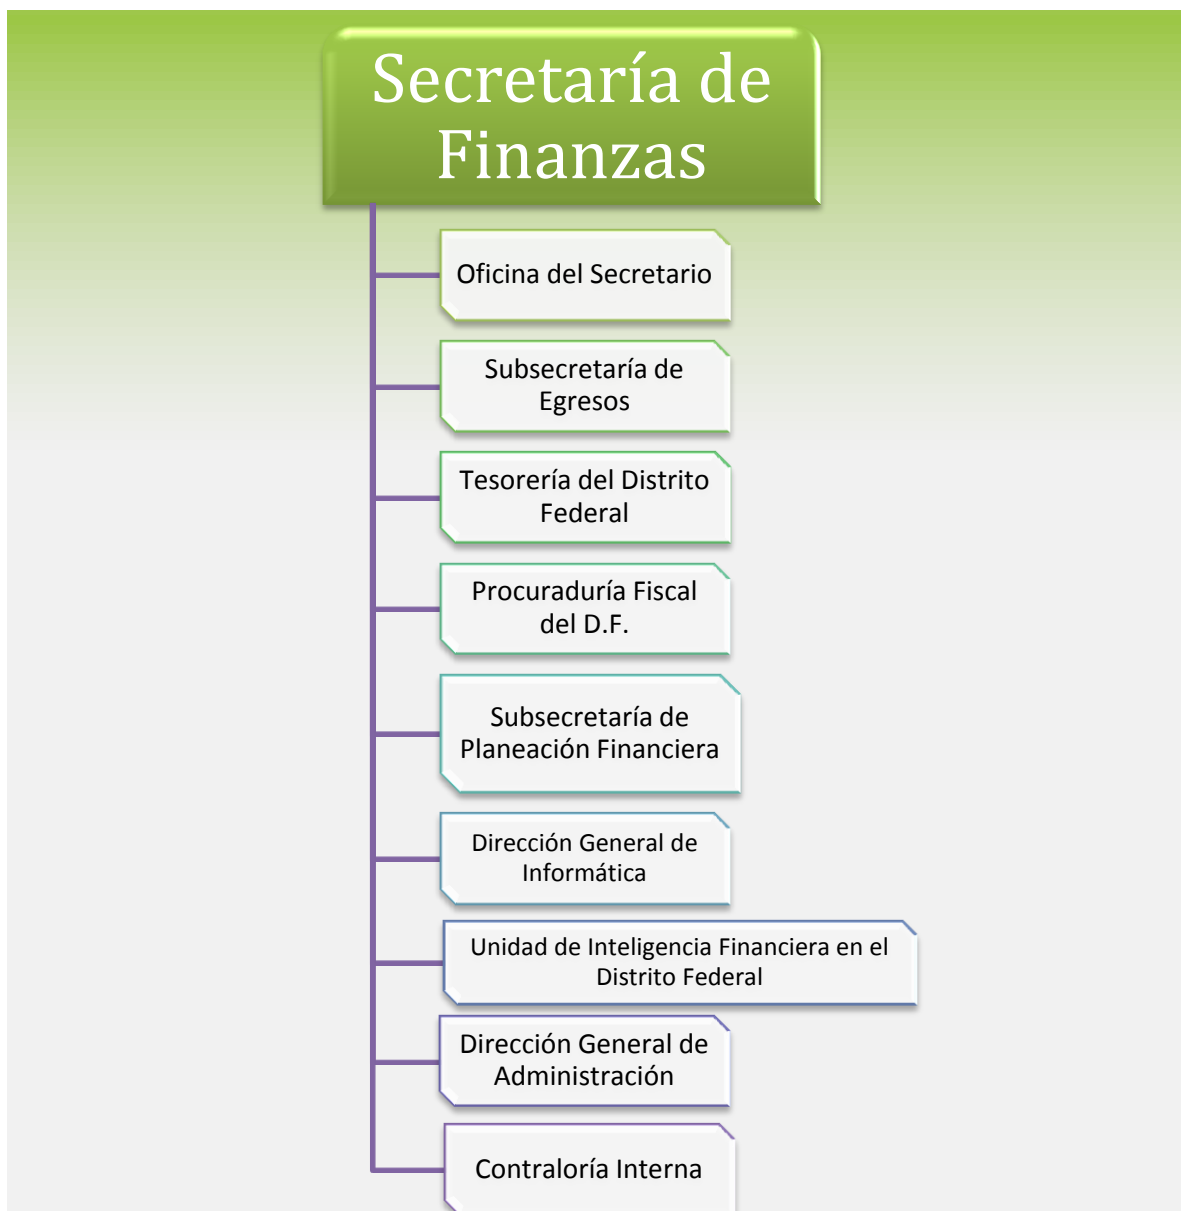 Secretaría de
Finanzas
Oficina del Secretario
Subsecretaría de
Egresos
Tesorería del Distrito
Federal
Procuraduría Fiscal
del D.F.
Subsecretaría de
Planeación Financiera
Dirección General de
Informática
Unidad de Inteligencia Financiera en el
Distrito Federal
Dirección General de
Administración
Contraloría Interna